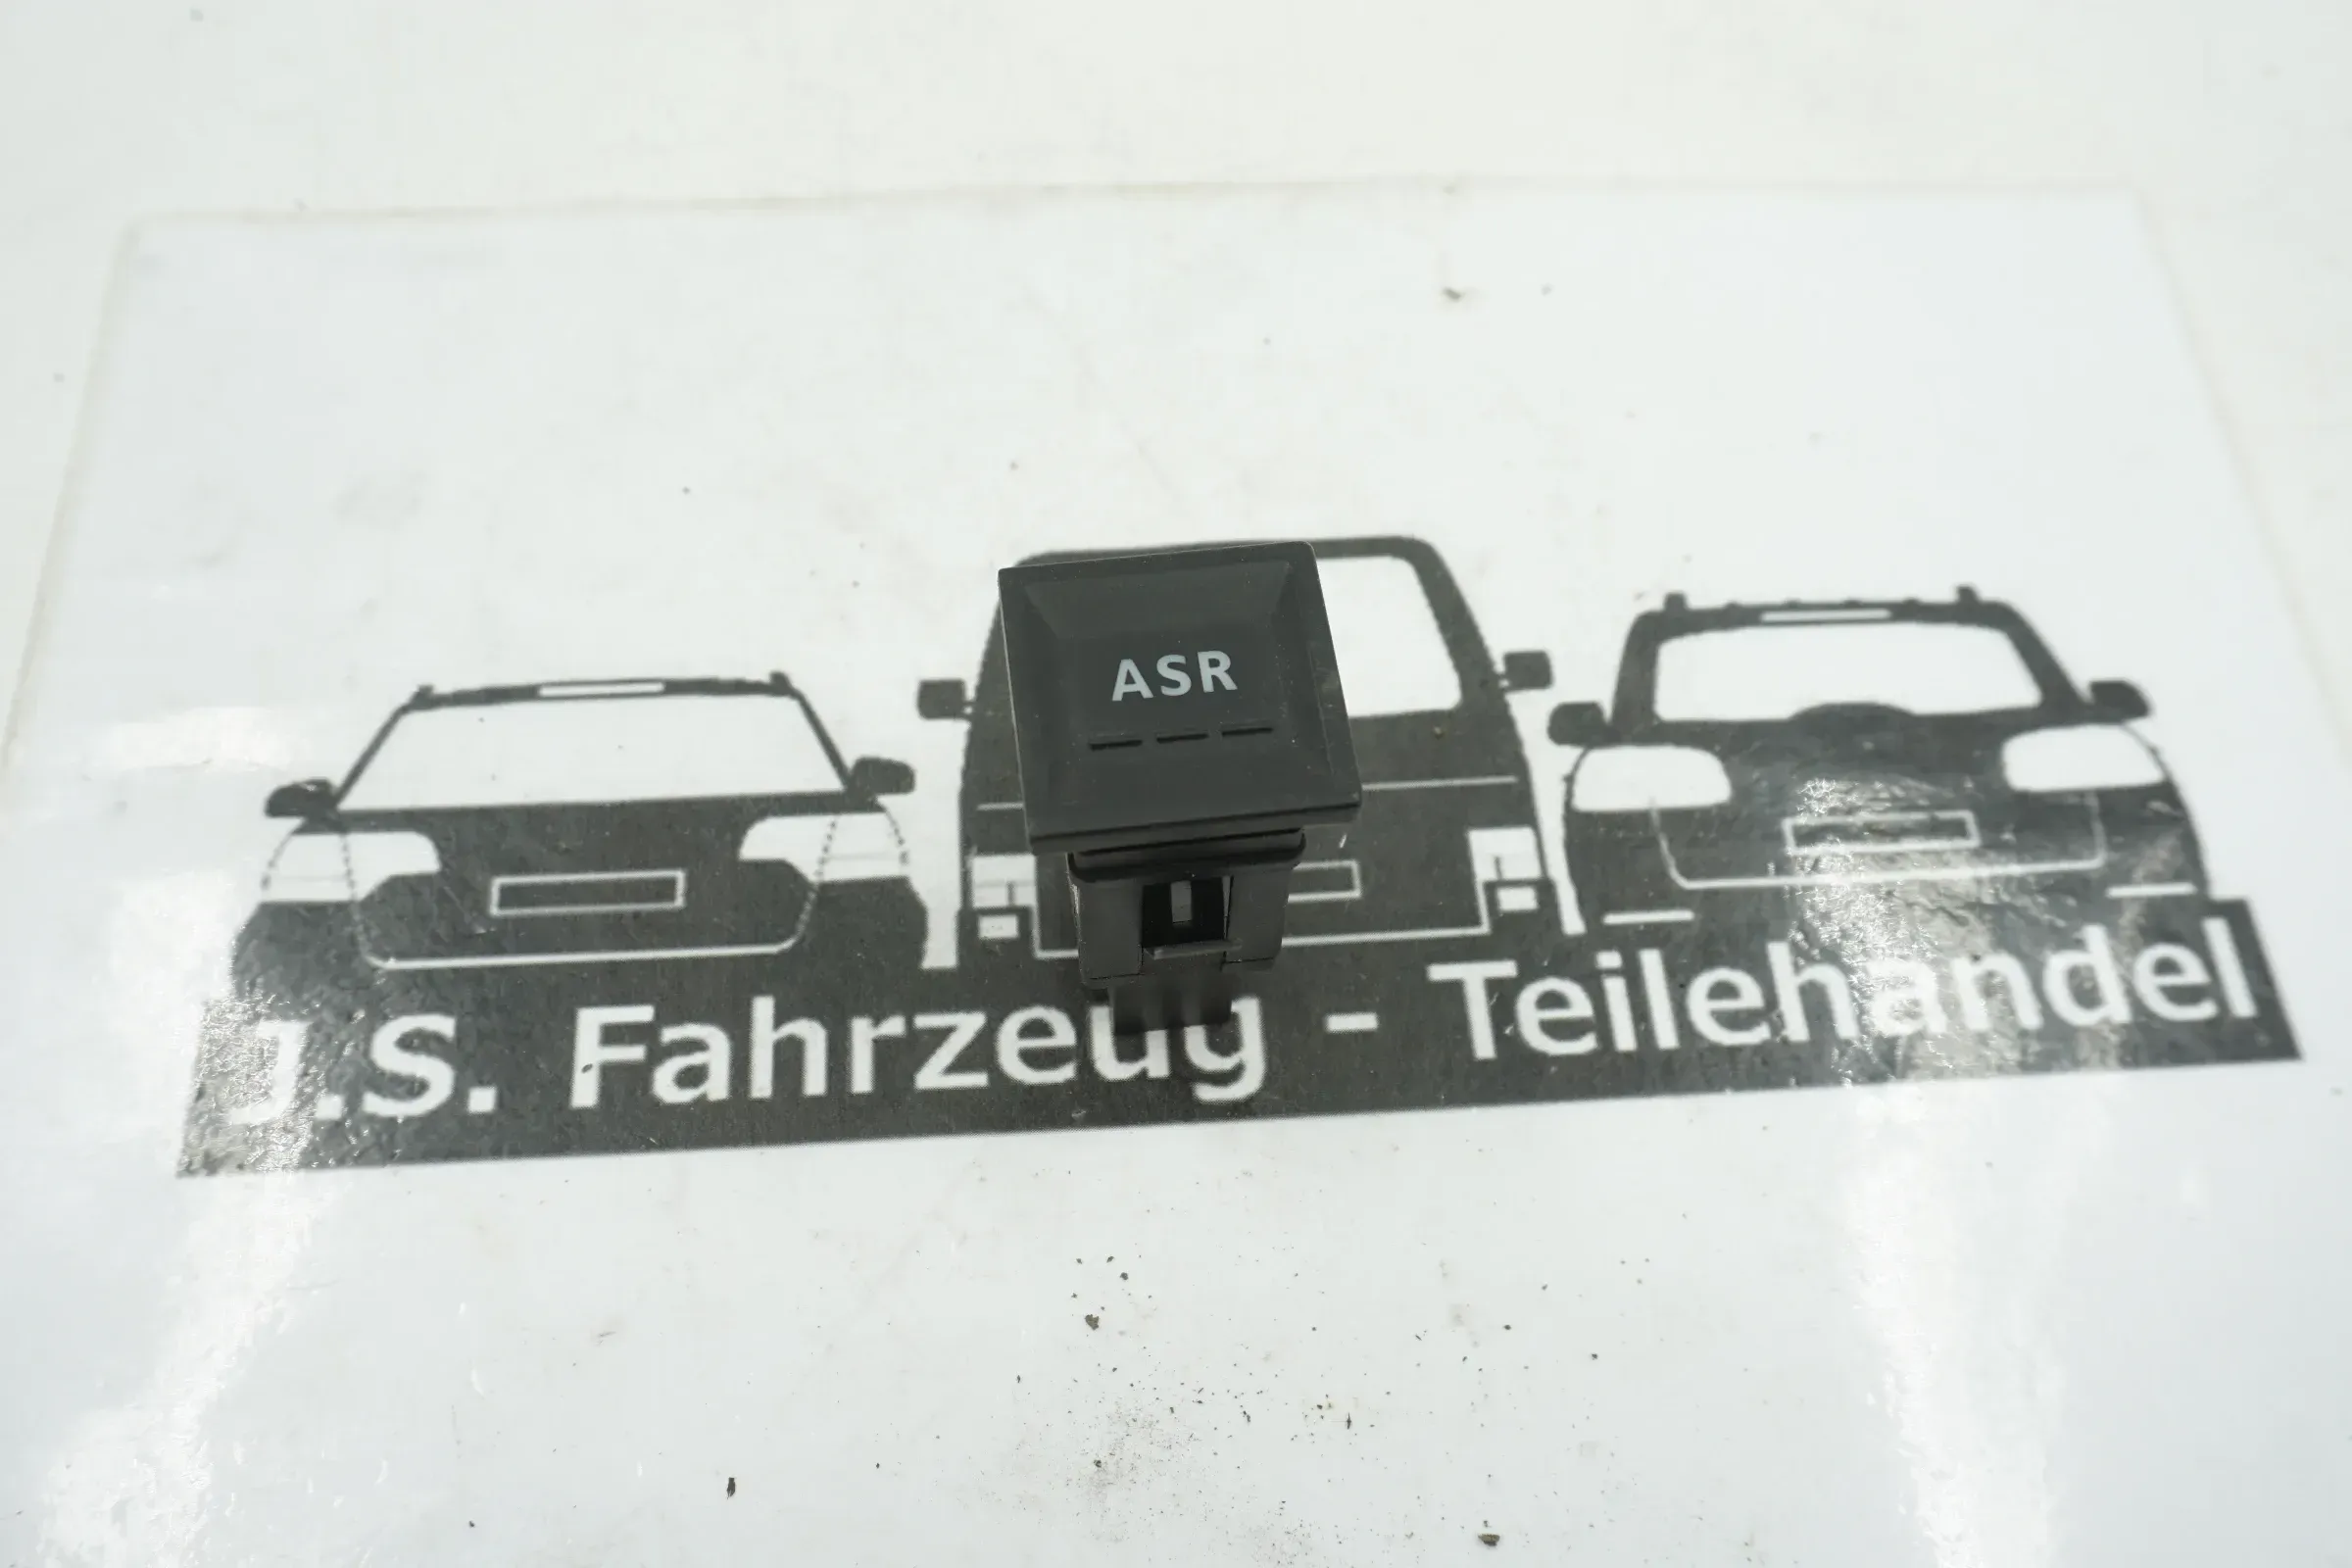 ASR
J.S. Fahrzeug - Teilehandel